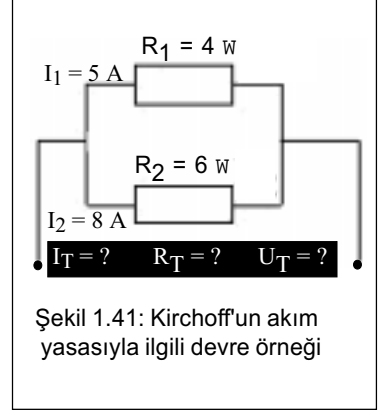 R1 = 4 W
I1 = 5 A
R2 = 6 W
I2 = 8 A
IT = ? RT = ? UT = ?
Şekil 1.41: Kirchoff'un akım
yasasıyla ilgili devre örneği